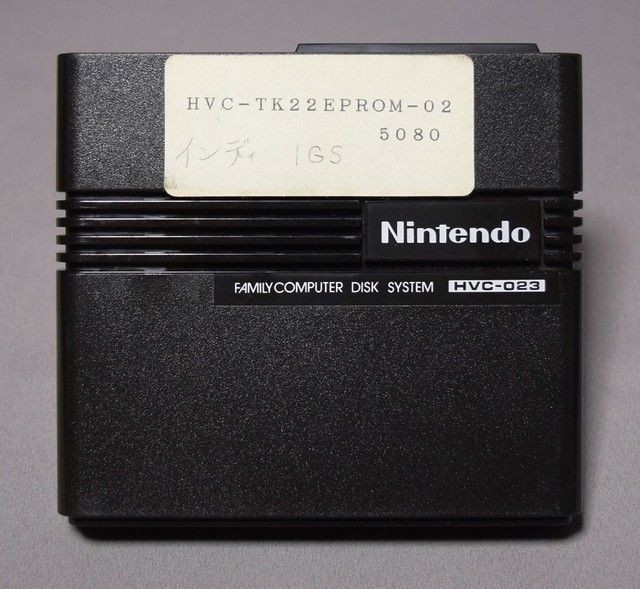 HVC-TK22EPROM-02
5080
インディ IGS
Nintendo
FAMILY COMPUTER DISK SYSTEM HVC-023